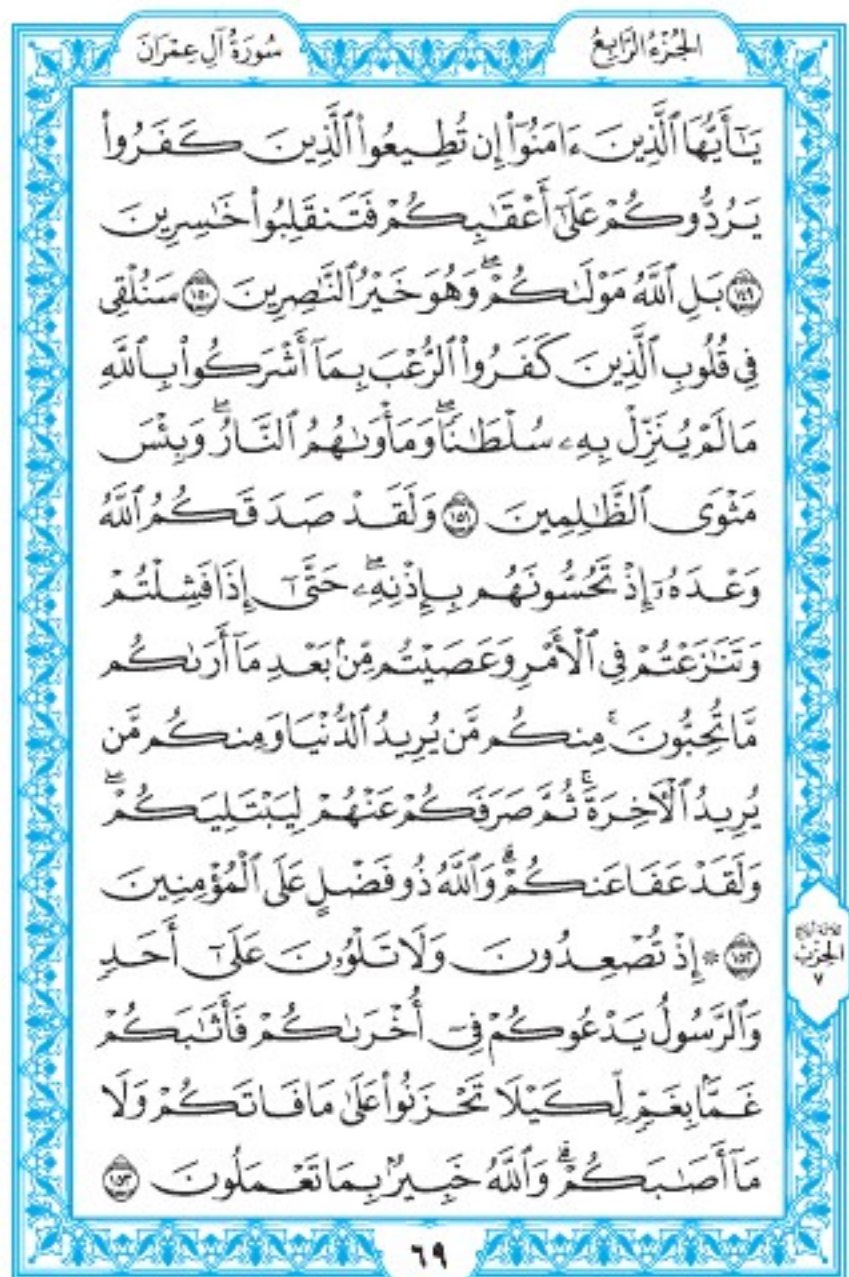 الجُزْءُ الرَّابِعُ
سُورَةُ آلِ عِمْرَانَ
يَٰٓأَيُّهَا ٱلَّذِينَ ءَامَنُوٓا۟ إِن تُطِيعُوا۟ ٱلَّذِينَ كَفَرُوا۟
يَرُدُّوكُمْ عَلَىٰٓ أَعْقَٰبِكُمْ فَتَنقَلِبُوا۟ خَٰسِرِينَ
١٤٩ بَلِ ٱللَّهُ مَوْلَىٰكُمْ ۖ وَهُوَ خَيْرُ ٱلنَّٰصِرِينَ ١٥٠ سَنُلْقِى
فِى قُلُوبِ ٱلَّذِينَ كَفَرُوا۟ ٱلرُّعْبَ بِمَآ أَشْرَكُوا۟ بِٱللَّهِ
مَا لَمْ يُنَزِّلْ بِهِۦ سُلْطَٰنًا ۖ وَمَأْوَىٰهُمُ ٱلنَّارُ ۖ وَبِئْسَ
مَثْوَى ٱلظَّٰلِمِينَ ١٥١ وَلَقَدْ صَدَقَكُمُ ٱللَّهُ
وَعْدَهُۥٓ إِذْ تَحُسُّونَهُم بِإِذْنِهِۦ ۖ حَتَّىٰٓ إِذَا فَشِلْتُمْ
وَتَنَٰزَعْتُمْ فِى ٱلْأَمْرِ وَعَصَيْتُم مِّنۢ بَعْدِ مَآ أَرَىٰكُم
مَّا تُحِبُّونَ ۚ مِنكُم مَّن يُرِيدُ ٱلدُّنْيَا وَمِنكُم مَّن
يُرِيدُ ٱلْـَٔاخِرَةَ ۚ ثُمَّ صَرَفَكُمْ عَنْهُمْ لِيَبْتَلِيَكُمْ ۖ
وَلَقَدْ عَفَا عَنكُمْ ۗ وَٱللَّهُ ذُو فَضْلٍ عَلَى ٱلْمُؤْمِنِينَ
١٥٢ ۞ إِذْ تُصْعِدُونَ وَلَا تَلْوُۥنَ عَلَىٰٓ أَحَدٍ
وَٱلرَّسُولُ يَدْعُوكُمْ فِىٓ أُخْرَىٰكُمْ فَأَثَٰبَكُمْ
غَمًّۢا بِغَمٍّ لِّكَيْلَا تَحْزَنُوا۟ عَلَىٰ مَا فَاتَكُمْ وَلَا
مَآ أَصَٰبَكُمْ ۗ وَٱللَّهُ خَبِيرٌۢ بِمَا تَعْمَلُونَ ١٥٣
الحِزْب
٧
٦٩